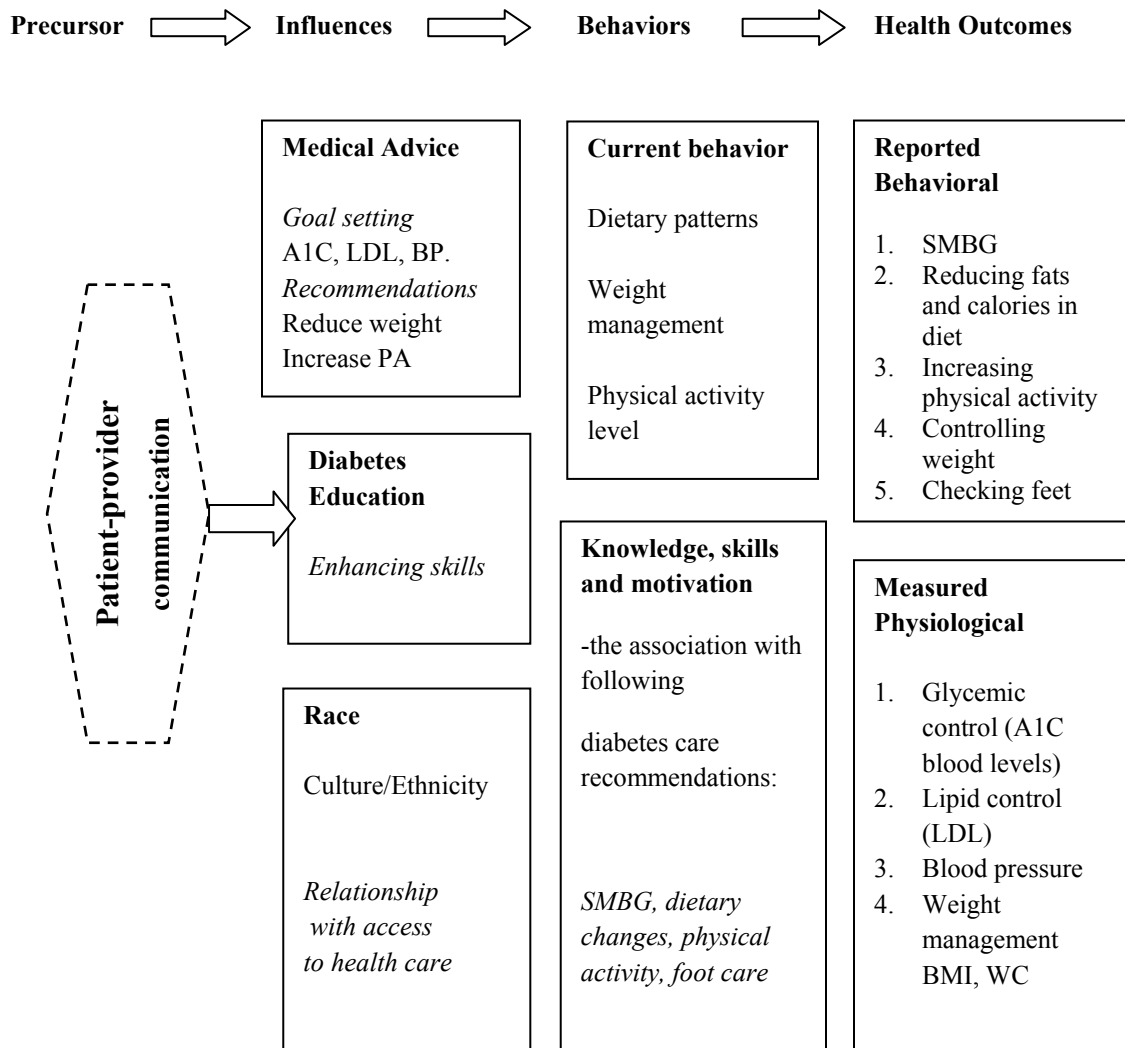 Precursor
Influences
Behaviors
Health Outcomes
Patient-provider
communication
Medical Advice
Goal setting
A1C, LDL, BP.
Recommendations
Reduce weight
Increase PA
Diabetes
Education
Enhancing skills
Race
Culture/Ethnicity
Relationship
with access
to health care
Current behavior
Dietary patterns
Weight
management
Physical activity
level
Knowledge, skills
and motivation
-the association with
following
diabetes care
recommendations:
SMBG, dietary
changes, physical
activity, foot care
Reported
Behavioral
1. SMBG
2. Reducing fats
and calories in
diet
3. Increasing
physical activity
4. Controlling
weight
5. Checking feet
Measured
Physiological
1. Glycemic
control (A1C
blood levels)
2. Lipid control
(LDL)
3. Blood pressure
4. Weight
management
BMI, WC